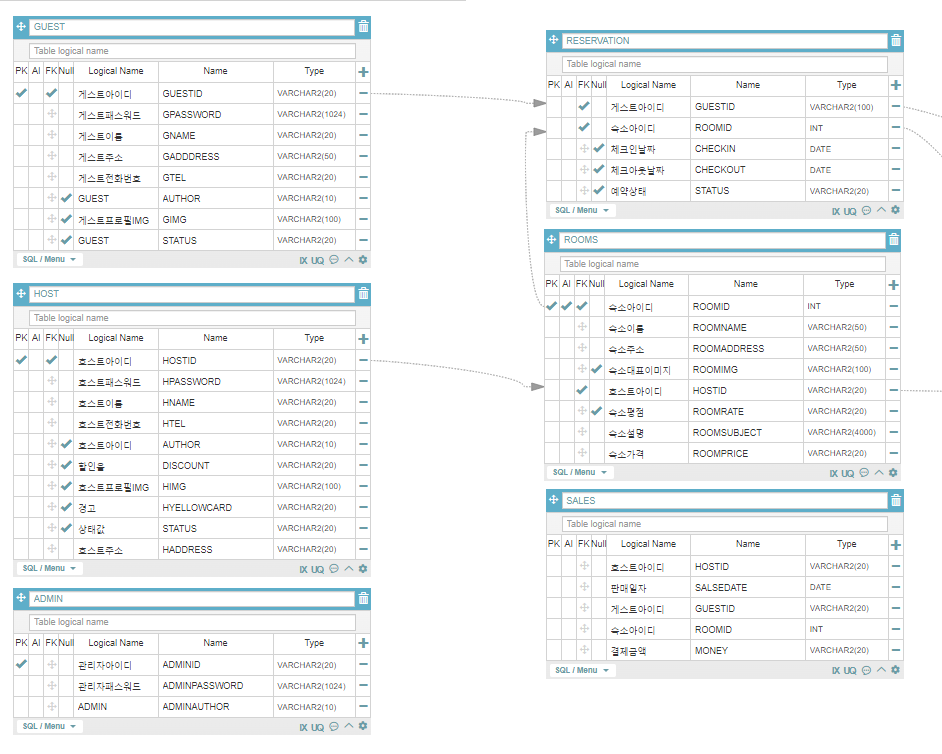 GUEST
Table logical name
PK AI FK Null Logical Name Name Type
게스트아이디 GUESTID VARCHAR2(20)
게스트패스워드 GPASSWORD VARCHAR2(1024)
게스트이름 GNAME VARCHAR2(20)
게스트주소 GADDDRESS VARCHAR2(50)
게스트전화번호 GTEL VARCHAR2(20)
GUEST AUTHOR VARCHAR2(10)
게스트프로필IMG GIMG VARCHAR2(100)
GUEST STATUS VARCHAR2(20)
SQL / Menu IX UQ
HOST
Table logical name
PK AI FK Null Logical Name Name Type
호스트아이디 HOSTID VARCHAR2(20)
호스트패스워드 HPASSWORD VARCHAR2(1024)
호스트이름 HNAME VARCHAR2(20)
호스트전화번호 HTEL VARCHAR2(20)
호스트아이디 AUTHOR VARCHAR2(10)
할인율 DISCOUNT VARCHAR2(20)
호스트프로필IMG HIMG VARCHAR2(100)
경고 HYELLOWCARD VARCHAR2(20)
상태값 STATUS VARCHAR2(20)
호스트주소 HADDRESS VARCHAR2(20)
SQL / Menu IX UQ
ADMIN
Table logical name
PK AI FK Null Logical Name Name Type
관리자아이디 ADMINID VARCHAR2(20)
관리자패스워드 ADMINPASSWORD VARCHAR2(1024)
ADMIN ADMINAUTHOR VARCHAR2(10)
SQL / Menu IX UQ
RESERVATION
Table logical name
PK AI FK Null Logical Name Name Type
게스트아이디 GUESTID VARCHAR2(100)
숙소아이디 ROOMID INT
체크인날짜 CHECKIN DATE
체크아웃날짜 CHECKOUT DATE
예약상태 STATUS VARCHAR2(20)
SQL / Menu IX UQ
ROOMS
Table logical name
PK AI FK Null Logical Name Name Type
숙소아이디 ROOMID INT
숙소이름 ROOMNAME VARCHAR2(50)
숙소주소 ROOMADDRESS VARCHAR2(50)
숙소대표이미지 ROOMIMG VARCHAR2(100)
호스트아이디 HOSTID VARCHAR2(20)
숙소평점 ROOMRATE VARCHAR2(20)
숙소설명 ROOMSUBJECT VARCHAR2(4000)
숙소가격 ROOMPRICE VARCHAR2(20)
SQL / Menu IX UQ
SALES
Table logical name
PK AI FK Null Logical Name Name Type
호스트아이디 HOSTID VARCHAR2(20)
판매일자 SALSEDATE DATE
게스트아이디 GUESTID VARCHAR2(20)
숙소아이디 ROOMID INT
결제금액 MONEY VARCHAR2(20)
SQL / Menu IX UQ